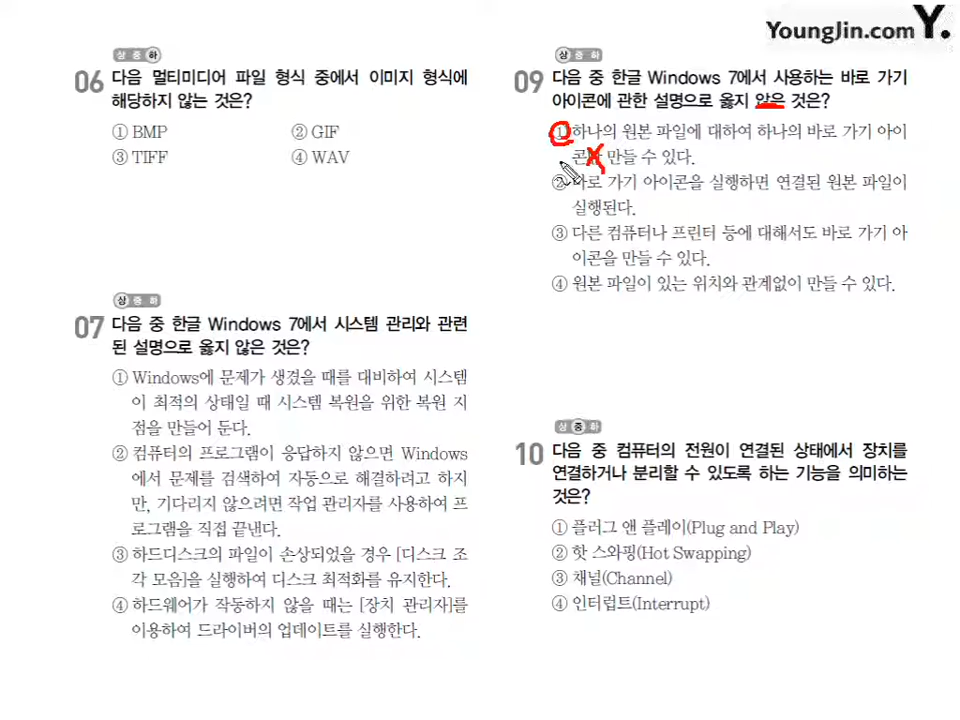 YoungJin.com Y.
상 중 하
06 다음 멀티미디어 파일 형식 중에서 이미지 형식에
해당하지 않는 것은?
① BMP ② GIF
③ TIFF ④ WAV
상 중 하
07 다음 중 한글 Windows 7에서 시스템 관리와 관련
된 설명으로 옳지 않은 것은?
① Windows에 문제가 생겼을 때를 대비하여 시스템
이 최적의 상태일 때 시스템 복원을 위한 복원 지
점을 만들어 둔다.
② 컴퓨터의 프로그램이 응답하지 않으면 Windows
에서 문제를 검색하여 자동으로 해결하려고 하지
만, 기다리지 않으려면 작업 관리자를 사용하여 프
로그램을 직접 끝낸다.
③ 하드디스크의 파일이 손상되었을 경우 [디스크 조
각 모음]을 실행하여 디스크 최적화를 유지한다.
④ 하드웨어가 작동하지 않을 때는 [장치 관리자]를
이용하여 드라이버의 업데이트를 실행한다.
상 중 하
09 다음 중 한글 Windows 7에서 사용하는 바로 가기
아이콘에 관한 설명으로 옳지 않은 것은?
① 하나의 원본 파일에 대하여 하나의 바로 가기 아이
콘 만들 수 있다.
② 바로 가기 아이콘을 실행하면 연결된 원본 파일이
실행된다.
③ 다른 컴퓨터나 프린터 등에 대해서도 바로 가기 아
이콘을 만들 수 있다.
④ 원본 파일이 있는 위치와 관계없이 만들 수 있다.
상 중 하
10 다음 중 컴퓨터의 전원이 연결된 상태에서 장치를
연결하거나 분리할 수 있도록 하는 기능을 의미하는
것은?
① 플러그 앤 플레이(Plug and Play)
② 핫 스와핑(Hot Swapping)
③ 채널(Channel)
④ 인터럽트(Interrupt)